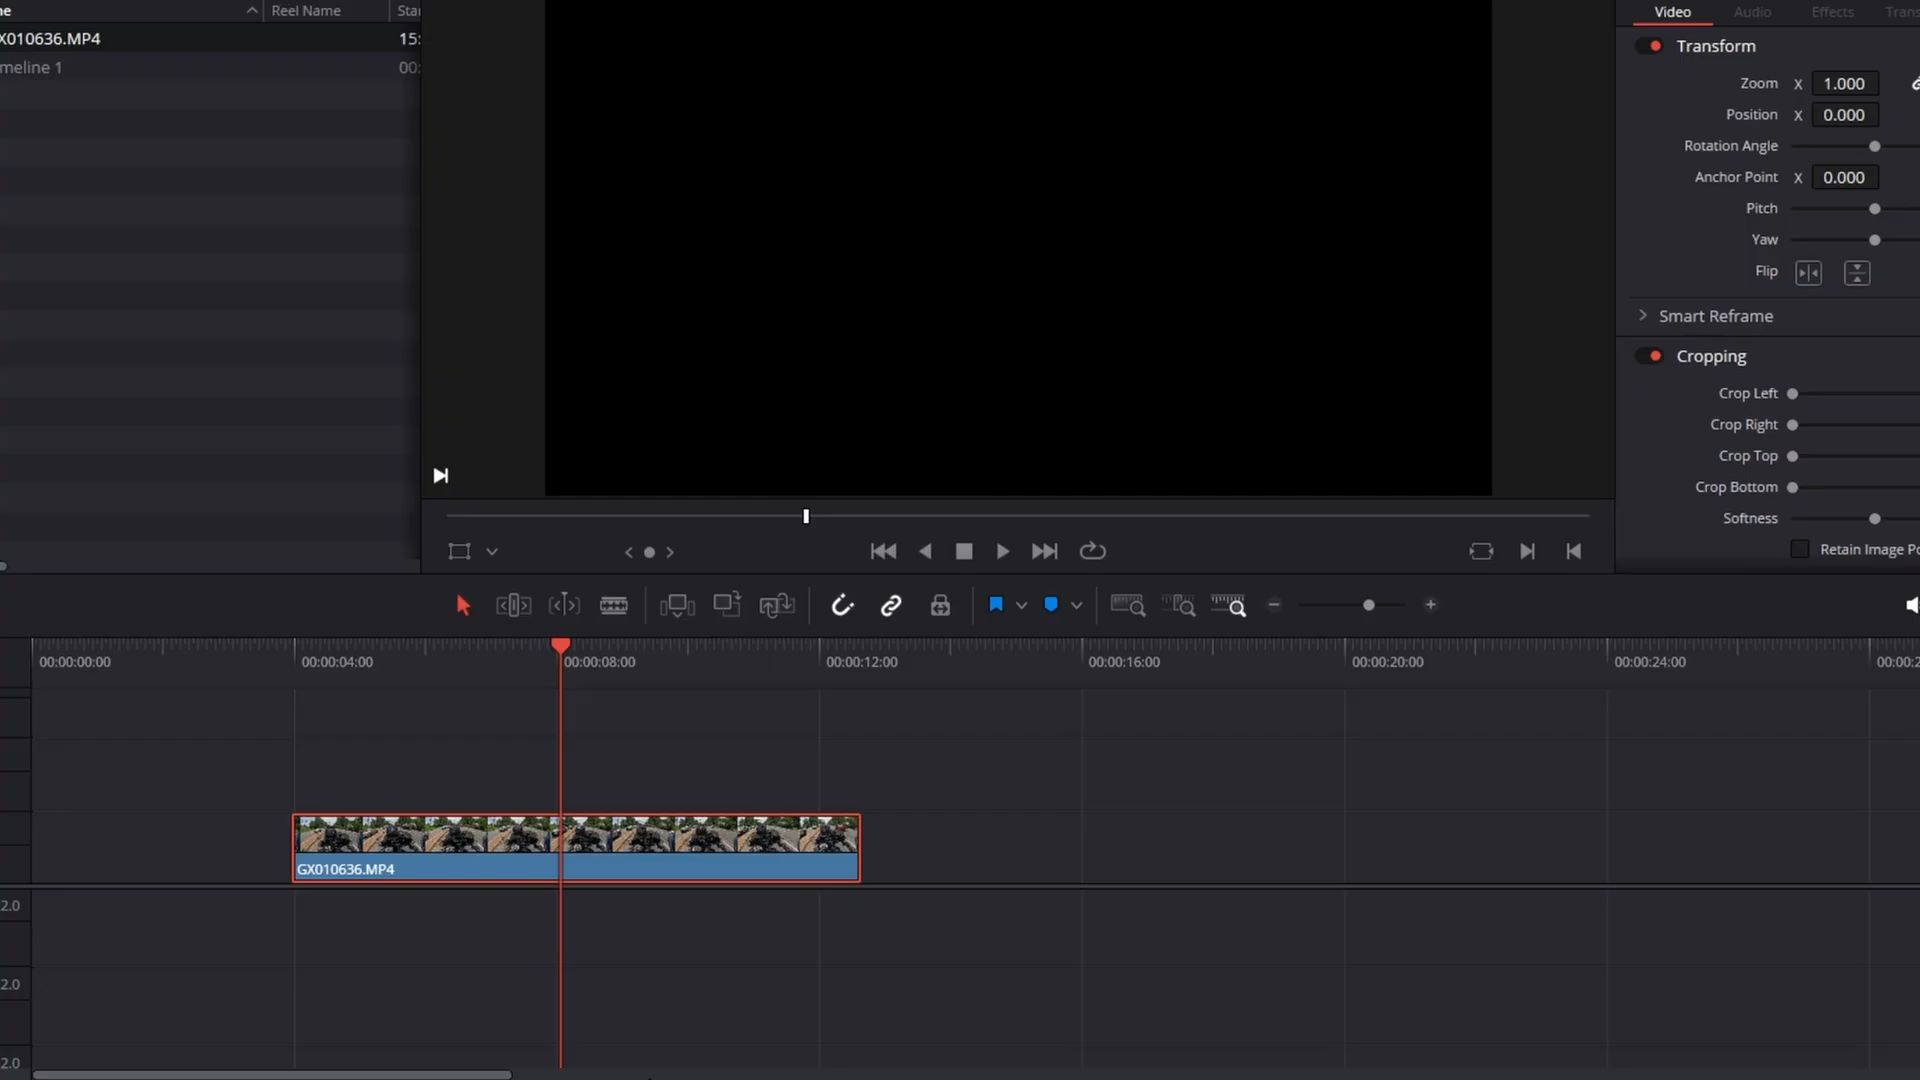 ne Reel Name Star
X010636.MP4 15:
meline 1 00:
Video Audio Effects Trans
Transform
Zoom X 1.000
Position X 0.000
Rotation Angle
Anchor Point X 0.000
Pitch
Yaw
Flip
Smart Reframe
Cropping
Crop Left
Crop Right
Crop Top
Crop Bottom
Softness
Retain Image Po
00:00:00:00 00:00:04:00 00:00:08:00 00:00:12:00 00:00:16:00 00:00:20:00 00:00:24:00 00:00:2
GX010636.MP4
2.0
2.0
2.0